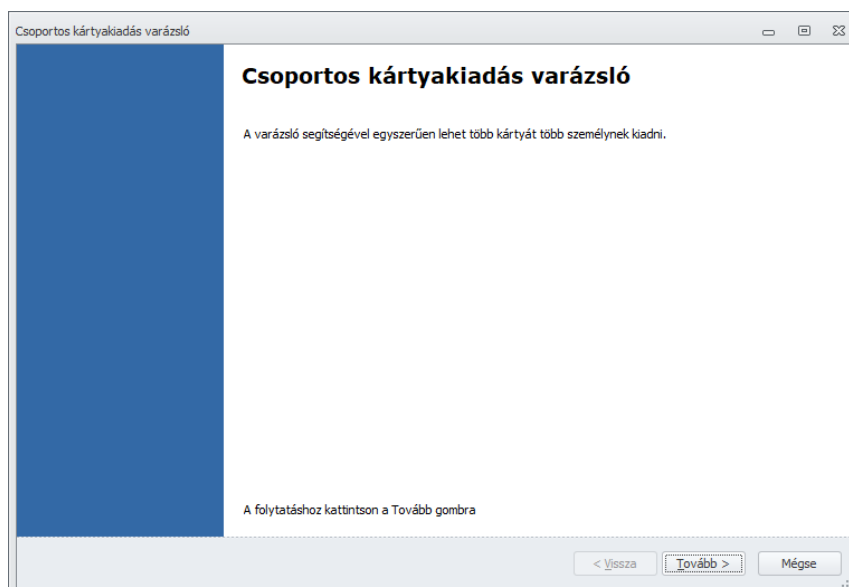 Csoportos kártyakiadás varázsló
Csoportos kártyakiadás varázsló
A varázsló segítségével egyszerűen lehet több kártyát több személynek kiadni.
A folytatáshoz kattintson a Tovább gombra
< Vissza
Tovább >
Mégse